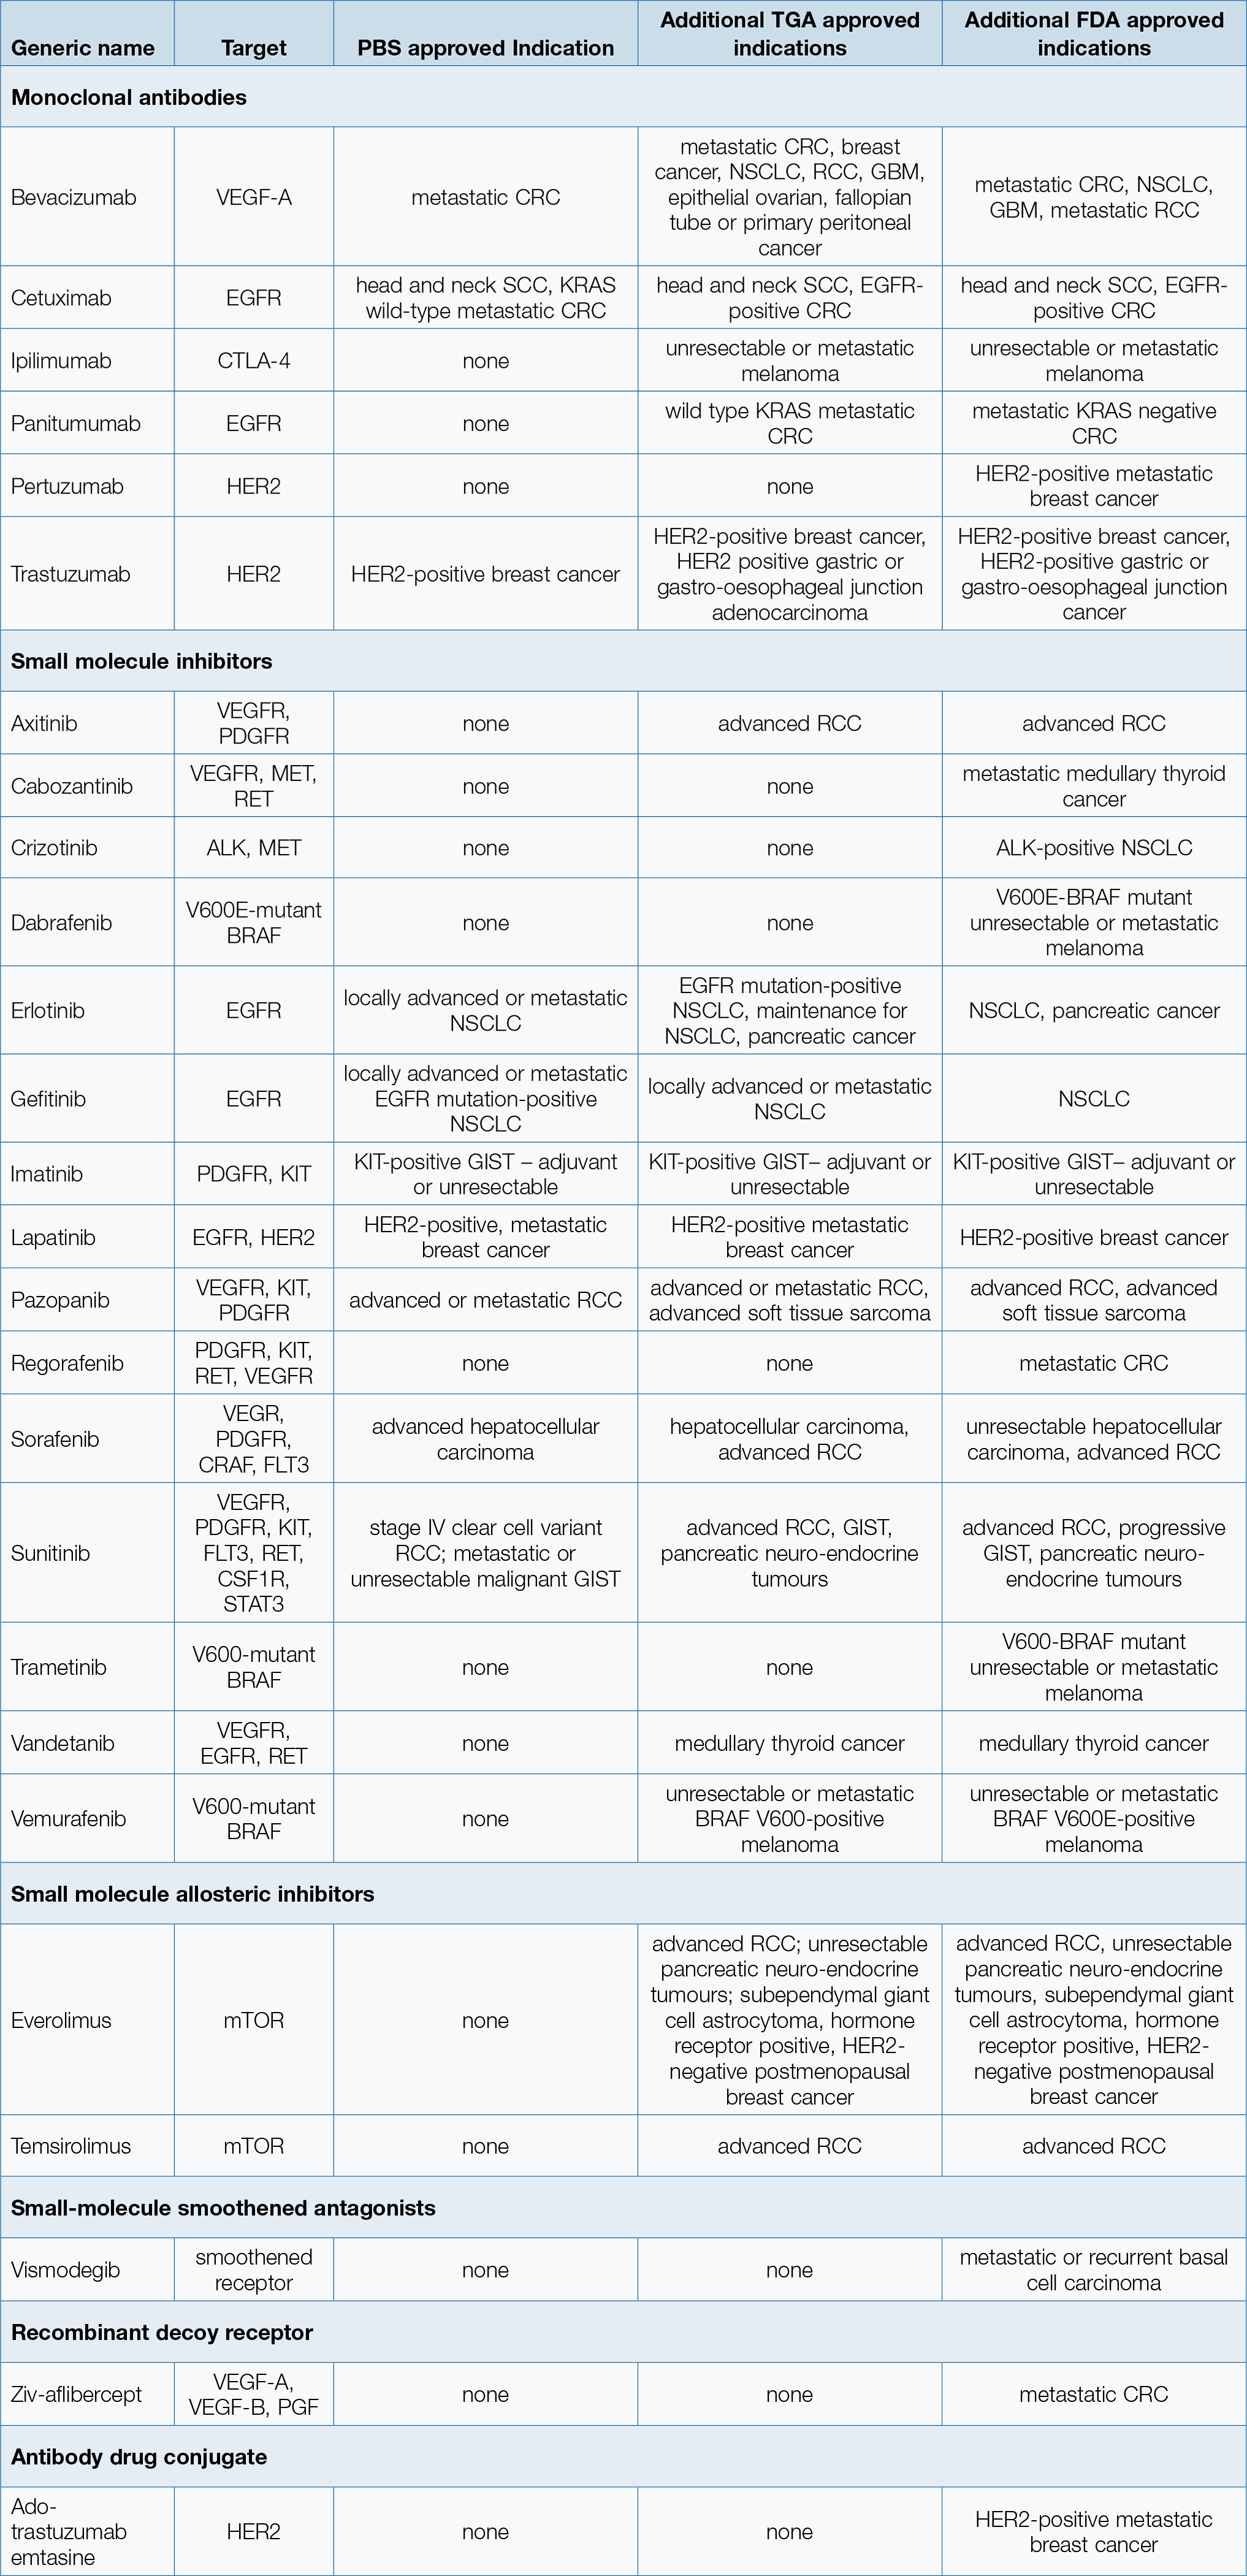 Generic name
Target
PBS approved Indication
Additional TGA approved
indications
Additional FDA approved
indications
Monoclonal antibodies
Bevacizumab
VEGF-A
metastatic CRC
metastatic CRC, breast
cancer, NSCLC, RCC, GBM,
epithelial ovarian, fallopian
tube or primary peritoneal
cancer
metastatic CRC, NSCLC,
GBM, metastatic RCC
Cetuximab
EGFR
head and neck SCC, KRAS
wild-type metastatic CRC
head and neck SCC, EGFR-
positive CRC
head and neck SCC, EGFR-
positive CRC
Ipilimumab
CTLA-4
none
unresectable or metastatic
melanoma
unresectable or metastatic
melanoma
Panitumumab
EGFR
none
wild type KRAS metastatic
CRC
metastatic KRAS negative
CRC
Pertuzumab
HER2
none
none
HER2-positive metastatic
breast cancer
Trastuzumab
HER2
HER2-positive breast cancer
HER2-positive breast cancer,
HER2 positive gastric or
gastro-oesophageal junction
adenocarcinoma
HER2-positive breast cancer,
HER2-positive gastric or
gastro-oesophageal junction
cancer
Small molecule inhibitors
Axitinib
VEGFR,
PDGFR
none
advanced RCC
advanced RCC
Cabozantinib
VEGFR, MET,
RET
none
none
metastatic medullary thyroid
cancer
Crizotinib
ALK, MET
none
none
ALK-positive NSCLC
Dabrafenib
V600E-mutant
BRAF
none
none
V600E-BRAF mutant
unresectable or metastatic
melanoma
Erlotinib
EGFR
locally advanced or metastatic
NSCLC
EGFR mutation-positive
NSCLC, maintenance for
NSCLC, pancreatic cancer
NSCLC, pancreatic cancer
Gefitinib
EGFR
locally advanced or metastatic
EGFR mutation-positive
NSCLC
locally advanced or metastatic
NSCLC
NSCLC
Imatinib
PDGFR, KIT
KIT-positive GIST – adjuvant
or unresectable
KIT-positive GIST– adjuvant or
unresectable
KIT-positive GIST– adjuvant or
unresectable
Lapatinib
EGFR, HER2
HER2-positive, metastatic
breast cancer
HER2-positive metastatic
breast cancer
HER2-positive breast cancer
Pazopanib
VEGFR, KIT,
PDGFR
advanced or metastatic RCC
advanced or metastatic RCC,
advanced soft tissue sarcoma
advanced RCC, advanced
soft tissue sarcoma
Regorafenib
PDGFR, KIT,
RET, VEGFR
none
none
metastatic CRC
Sorafenib
VEGR,
PDGFR,
CRAF, FLT3
advanced hepatocellular
carcinoma
hepatocellular carcinoma,
advanced RCC
unresectable hepatocellular
carcinoma, advanced RCC
Sunitinib
VEGFR,
PDGFR, KIT,
FLT3, RET,
CSF1R,
STAT3
stage IV clear cell variant
RCC; metastatic or
unresectable malignant GIST
advanced RCC, GIST,
pancreatic neuro-endocrine
tumours
advanced RCC, progressive
GIST, pancreatic neuro-
endocrine tumours
Trametinib
V600-mutant
BRAF
none
none
V600-BRAF mutant
unresectable or metastatic
melanoma
Vandetanib
VEGFR,
EGFR, RET
none
medullary thyroid cancer
medullary thyroid cancer
Vemurafenib
V600-mutant
BRAF
none
unresectable or metastatic
BRAF V600-positive
melanoma
unresectable or metastatic
BRAF V600E-positive
melanoma
Small molecule allosteric inhibitors
Everolimus
mTOR
none
advanced RCC; unresectable
pancreatic neuro-endocrine
tumours; subependymal giant
cell astrocytoma, hormone
receptor positive, HER2-
negative postmenopausal
breast cancer
advanced RCC, unresectable
pancreatic neuro-endocrine
tumours, subependymal giant
cell astrocytoma, hormone
receptor positive, HER2-
negative postmenopausal
breast cancer
Temsirolimus
mTOR
none
advanced RCC
advanced RCC
Small-molecule smoothened antagonists
Vismodegib
smoothened
receptor
none
none
metastatic or recurrent basal
cell carcinoma
Recombinant decoy receptor
Ziv-aflibercept
VEGF-A,
VEGF-B, PGF
none
none
metastatic CRC
Antibody drug conjugate
Ado-
trastuzumab
emtasine
HER2
none
none
HER2-positive metastatic
breast cancer